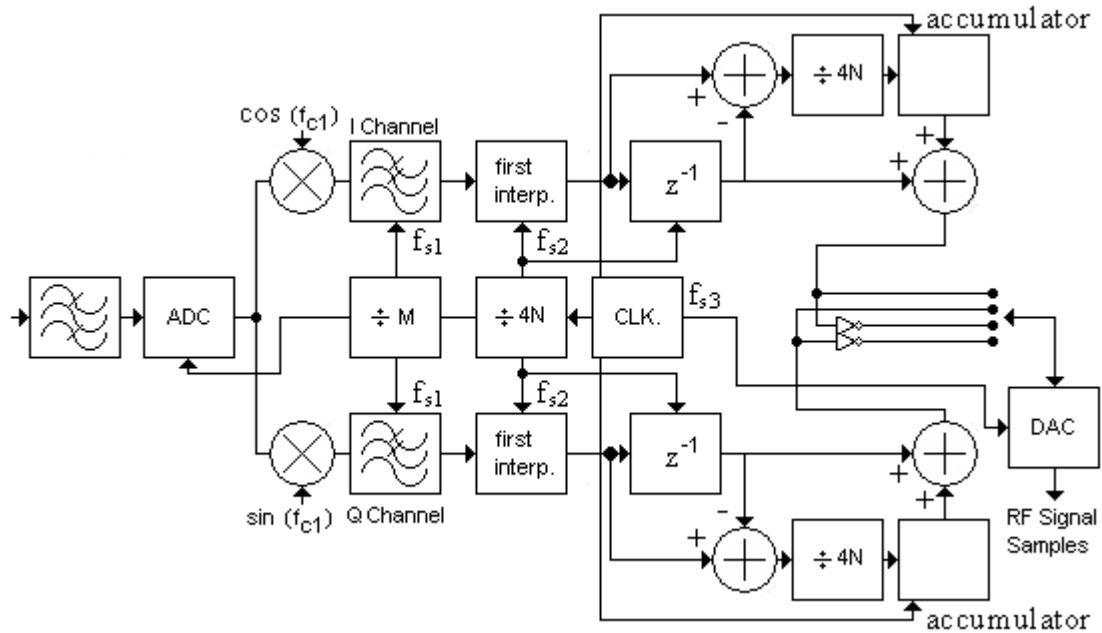 accumulator
÷ 4N
+
-
cos (fc1)
I Channel
+
+
first
interp.
z-1
fs1
fs2
ADC
÷ M
÷ 4N
CLK.
fs3
fs1
fs2
first
interp.
z-1
DAC
+
+
sin (fc1)
Q Channel
-
+
÷ 4N
RF Signal
Samples
accumulator